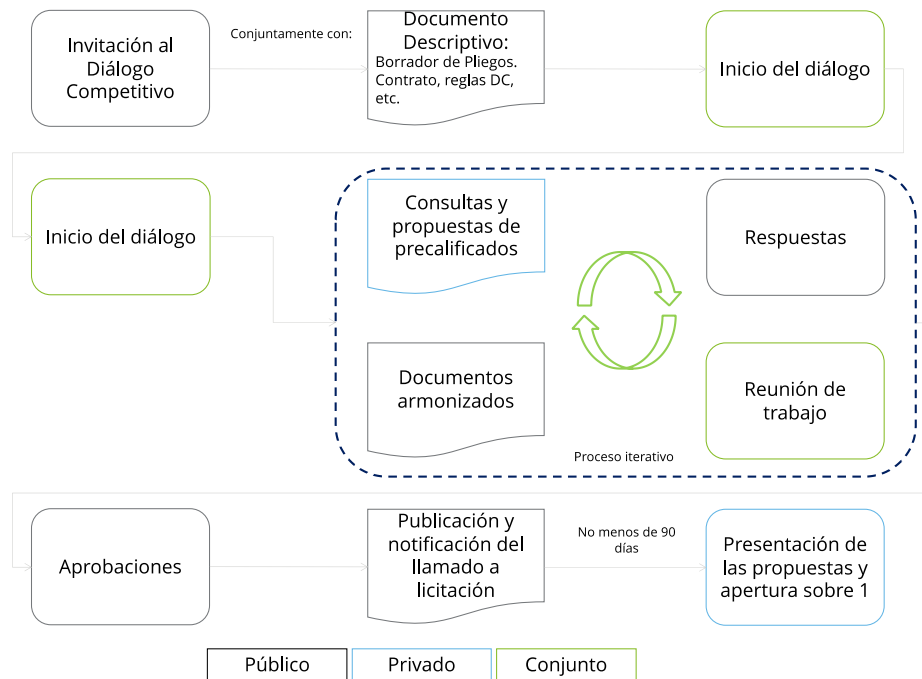 Invitación al
Diálogo
Competitivo
Conjuntamente con:
Documento
Descriptivo:
Borrador de Pliegos.
Contrato, reglas DC,
etc.
Inicio del diálogo
Inicio del diálogo
Consultas y
propuestas de
precalificados
Respuestas
Documentos
armonizados
Reunión de
trabajo
Proceso iterativo
Aprobaciones
Publicación y
notificación del
llamado a
licitación
No menos de 90
días
Presentación de
las propuestas y
apertura sobre 1
Público
Privado
Conjunto